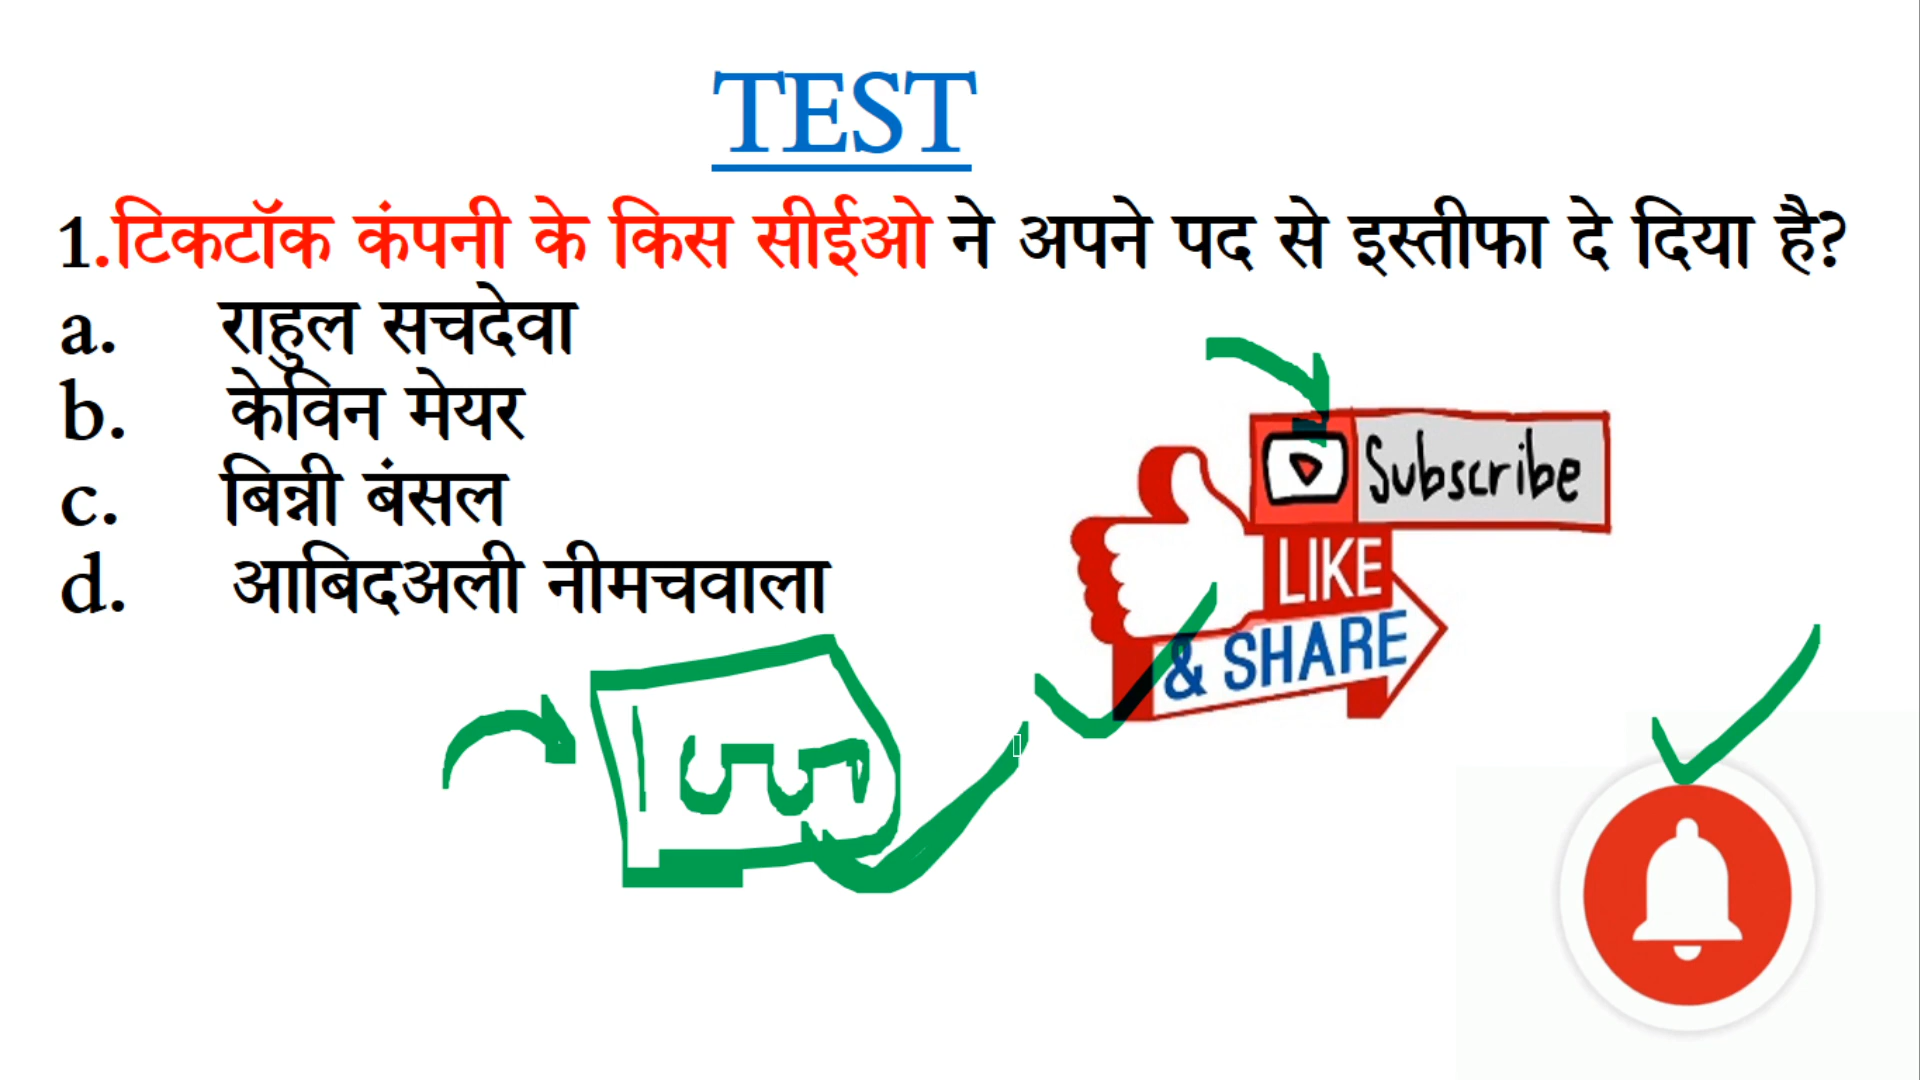 TEST
1.टिकटॉक कंपनी के किस सीईओ ने अपने पद से इस्तीफा दे दिया है?
a. राहुल सचदेवा
b. केविन मेयर
c. बिन्नी बंसल
d. आबिदअली नीमचवाला
Subscribe
LIKE
& SHARE